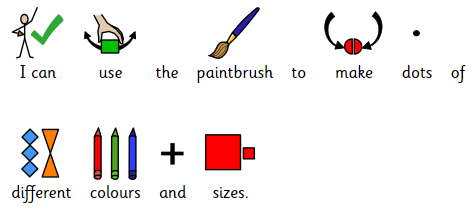 I can use the paintbrush to make dots of
different colours and sizes.